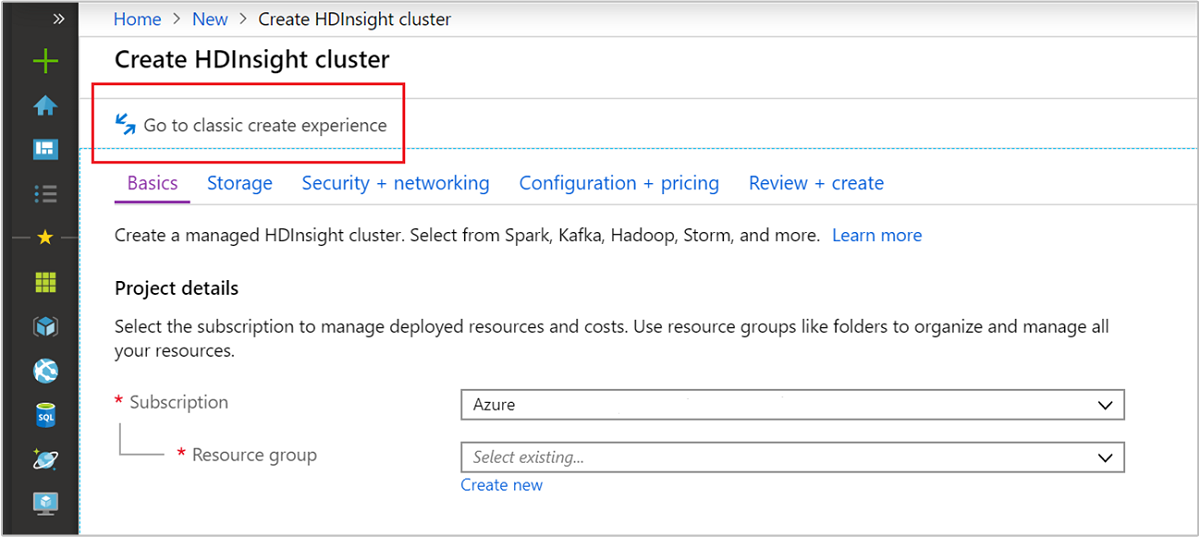 Home > New > Create HDInsight cluster
Create HDInsight cluster
Go to classic create experience
Basics Storage Security + networking Configuration + pricing Review + create
Create a managed HDInsight cluster. Select from Spark, Kafka, Hadoop, Storm, and more. Learn more
Project details
Select the subscription to manage deployed resources and costs. Use resource groups like folders to organize and manage all
your resources.
* Subscription Azure
* Resource group Select existing...
Create new
SQL